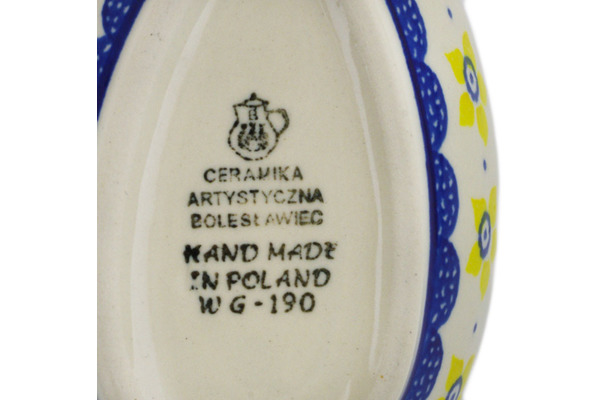 CERAMIKA
ARTYSTYCZNA
BOLESŁAWIEC
HAND MADE
IN POLAND
WG-190